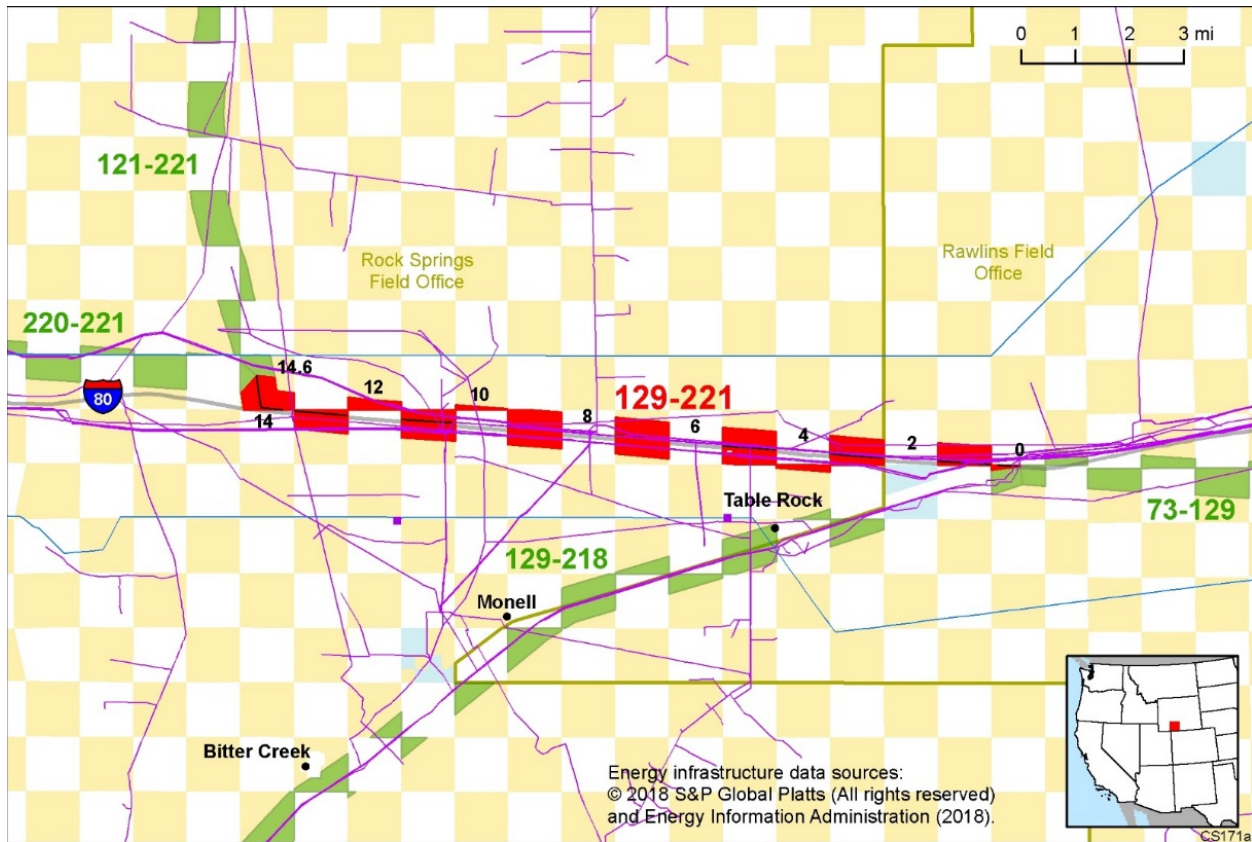 0 1 2 3 mi
121-221
Rock Springs
Field Office
Rawlins Field
Office
220-221
14.6
12
10
129-221
80
14
8
6
4
2
0
Table Rock
73-129
129-218
Monell
Bitter Creek
Energy infrastructure data sources:
© 2018 S&P Global Platts (All rights reserved)
and Energy Information Administration (2018).
CS171a